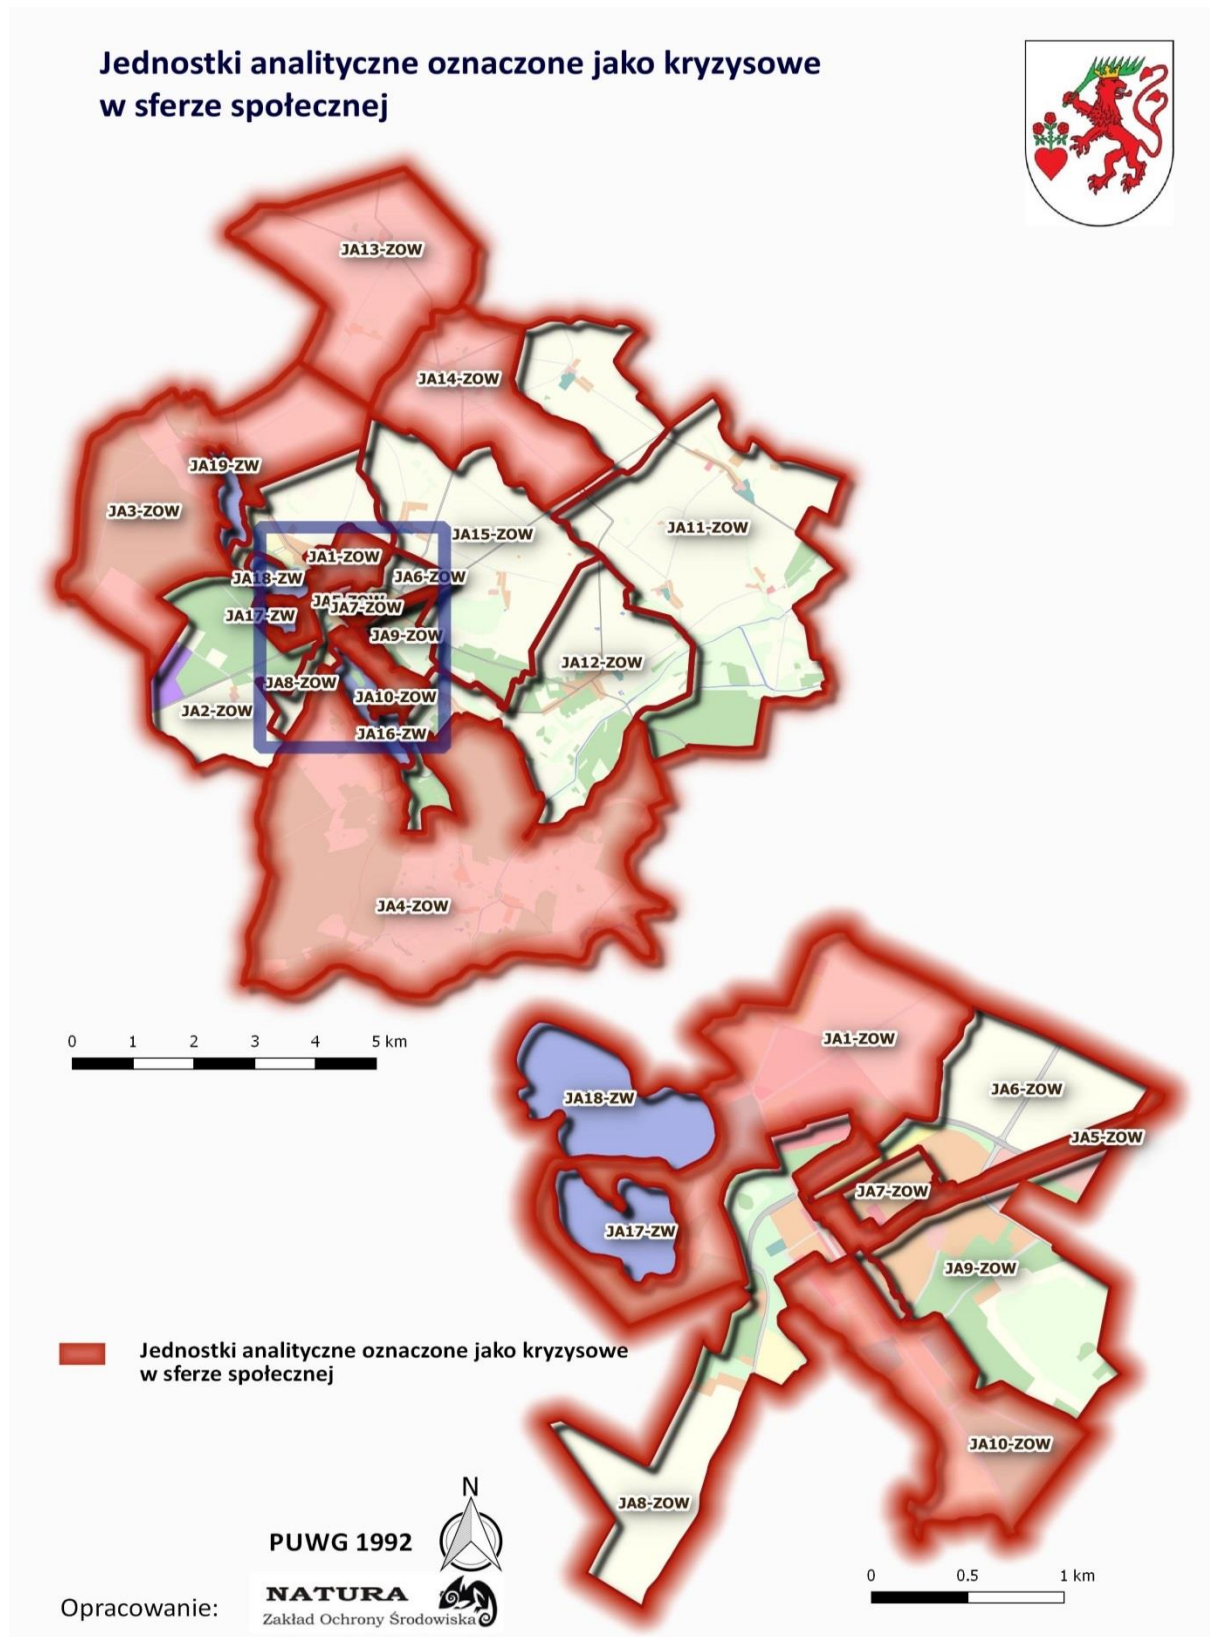 Jednostki analityczne oznaczone jako kryzysowe
w sferze społecznej
JA13-ZOW
JA14-ZOW
JA19-ZW
JA3-ZOW
JA11-ZOW
JA15-ZOW
JA1-ZOW
JA18-ZW
JA6-ZOW
JA7-ZOW
JA17-ZW
JA9-ZOW
JA12-ZOW
JA8-ZOW
JA10-ZOW
JA2-ZOW
JA16-ZW
JA4-ZOW
0 1 2 3 4 5 km
JA1-ZOW
JA6-ZOW
JA18-ZW
JA5-ZOW
JA7-ZOW
JA17-ZW
JA9-ZOW
Jednostki analityczne oznaczone jako kryzysowe
w sferze społecznej
JA10-ZOW
JA8-ZOW
N
PUWG 1992
0 0.5 1 km
Opracowanie:
NATURA
Zakład Ochrony Środowiska